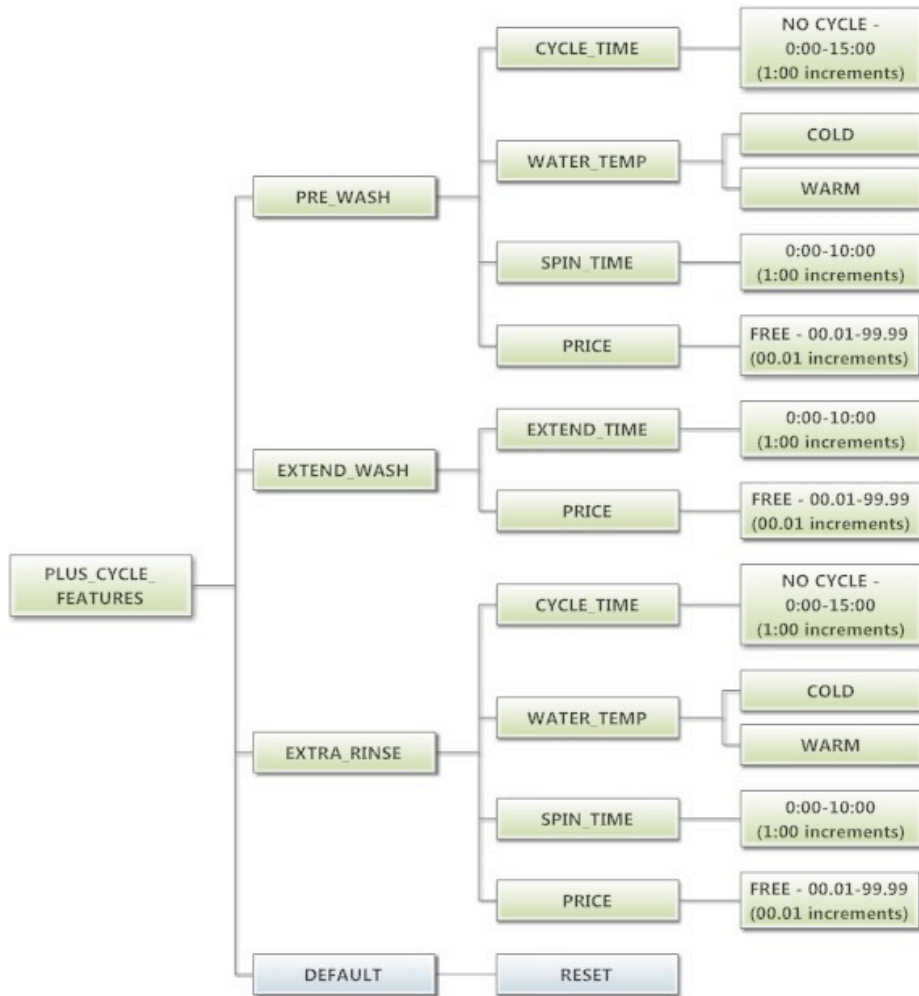 PLUS_CYCLE_
FEATURES
PRE_WASH
CYCLE_TIME
NO CYCLE -
0:00-15:00
(1:00 increments)
WATER_TEMP
COLD
WARM
SPIN_TIME
0:00-10:00
(1:00 increments)
PRICE
FREE - 00.01-99.99
(00.01 increments)
EXTEND_WASH
EXTEND_TIME
0:00-10:00
(1:00 increments)
PRICE
FREE - 00.01-99.99
(00.01 increments)
EXTRA_RINSE
CYCLE_TIME
NO CYCLE -
0:00-15:00
(1:00 increments)
WATER_TEMP
COLD
WARM
SPIN_TIME
0:00-10:00
(1:00 increments)
PRICE
FREE - 00.01-99.99
(00.01 increments)
DEFAULT
RESET